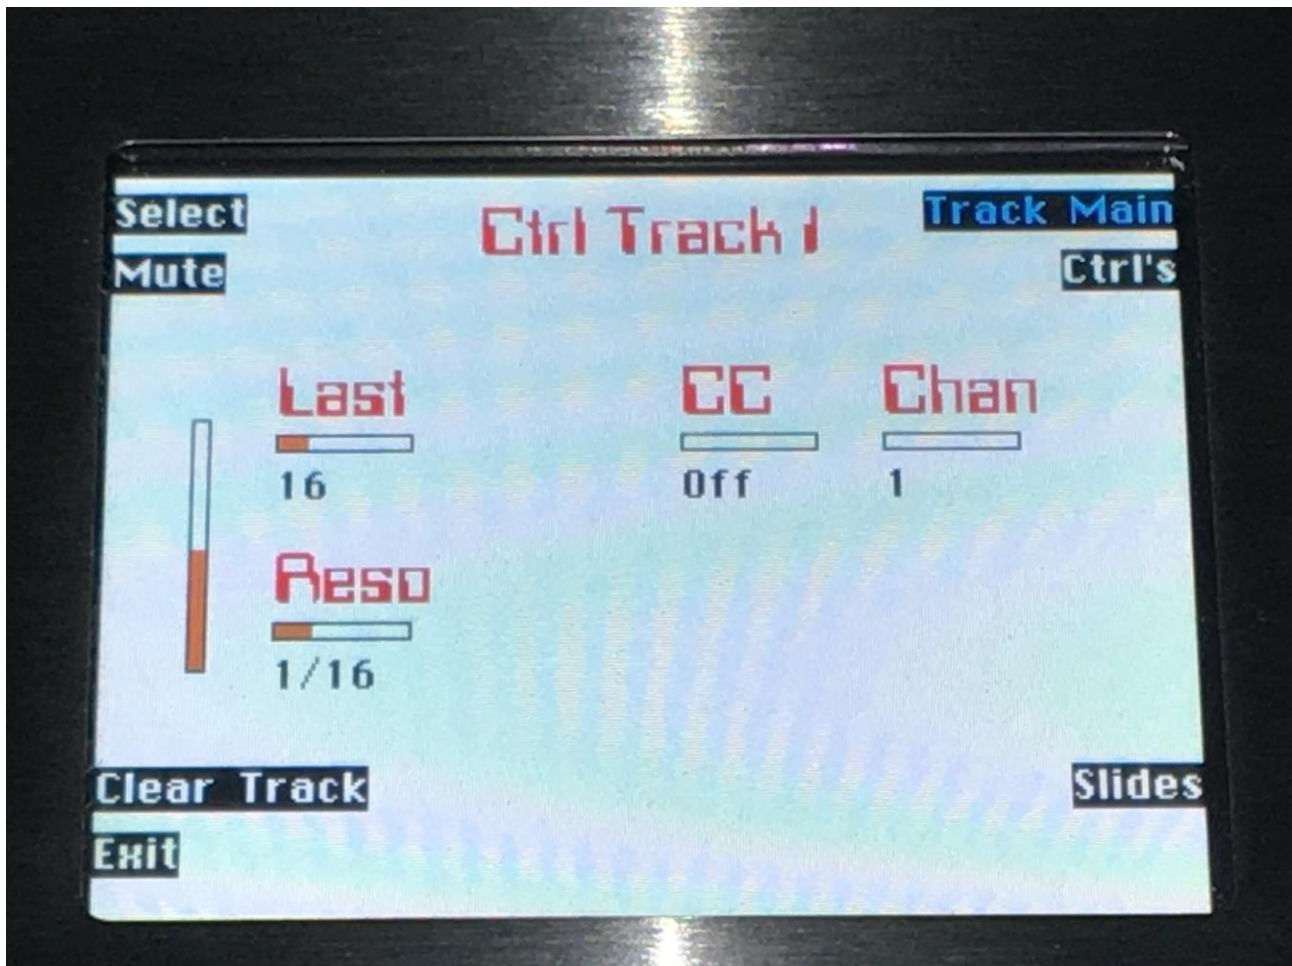 Select
Ctrl Track 1
Track Main
Mute
Ctrl's
Last
CC
Chan
16
Off
1
Reso
1/16
Clear Track
Slides
Exit